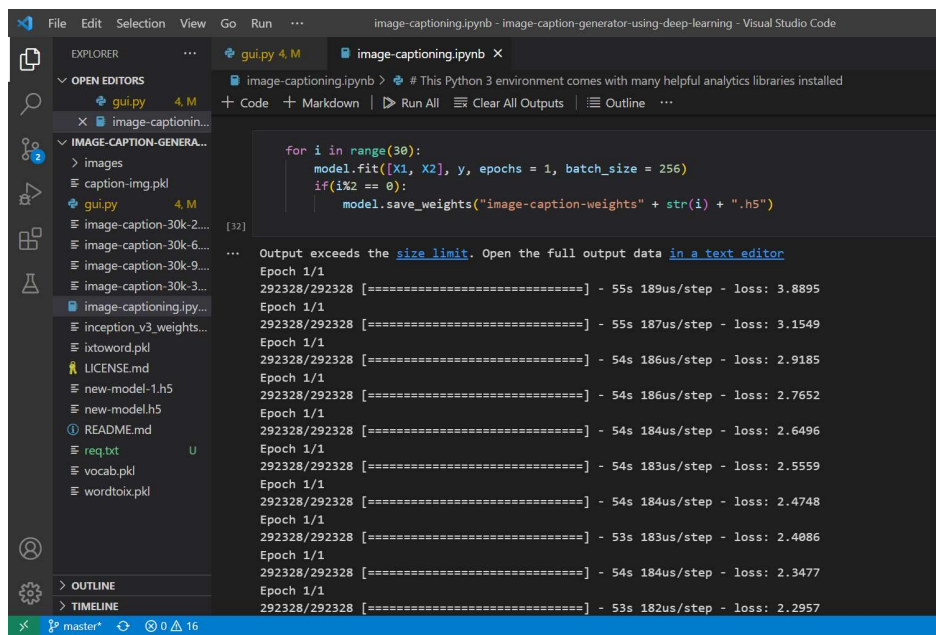 File Edit Selection View Go Run ··· image-captioning.ipynb - image-caption-generator-using-deep-learning - Visual Studio Code
EXPLORER ···
OPEN EDITORS
gui.py 4, M
image-captionin...
IMAGE-CAPTION-GENERA...
images
caption-img.pkl
gui.py 4, M
image-caption-30k-2....
image-caption-30k-6....
image-caption-30k-9....
image-caption-30k-3...
image-captioning.ipy...
inception_v3_weights...
ixtoword.pkl
LICENSE.md
new-model-1.h5
new-model.h5
README.md
req.txt U
vocab.pkl
wordtoix.pkl
OUTLINE
TIMELINE
2
gui.py 4, M image-captioning.ipynb
image-captioning.ipynb > # This Python 3 environment comes with many helpful analytics libraries installed
+ Code + Markdown Run All Clear All Outputs Outline ···
for i in range(30):
model.fit([X1, X2], y, epochs = 1, batch_size = 256)
if(i%2 == 0):
model.save_weights("image-caption-weights" + str(i) + ".h5")
[32]
··· Output exceeds the size limit. Open the full output data in a text editor
Epoch 1/1
292328/292328 [==============================] - 55s 189us/step - loss: 3.8895
Epoch 1/1
292328/292328 [==============================] - 55s 187us/step - loss: 3.1549
Epoch 1/1
292328/292328 [==============================] - 54s 186us/step - loss: 2.9185
Epoch 1/1
292328/292328 [==============================] - 54s 186us/step - loss: 2.7652
Epoch 1/1
292328/292328 [==============================] - 54s 184us/step - loss: 2.6496
Epoch 1/1
292328/292328 [==============================] - 54s 183us/step - loss: 2.5559
Epoch 1/1
292328/292328 [==============================] - 54s 184us/step - loss: 2.4748
Epoch 1/1
292328/292328 [==============================] - 53s 183us/step - loss: 2.4086
Epoch 1/1
292328/292328 [==============================] - 54s 184us/step - loss: 2.3477
Epoch 1/1
292328/292328 [==============================] - 53s 182us/step - loss: 2.2957
master* 0 16